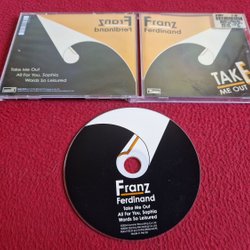 Franz
Ferdinand
Take Me Out
All For You, Sophia
Words So Leisured
Franz
Ferdinand
TAKE
ME OUT
Franz
Ferdinand
Take Me Out
All For You, Sophia
Words So Leisured